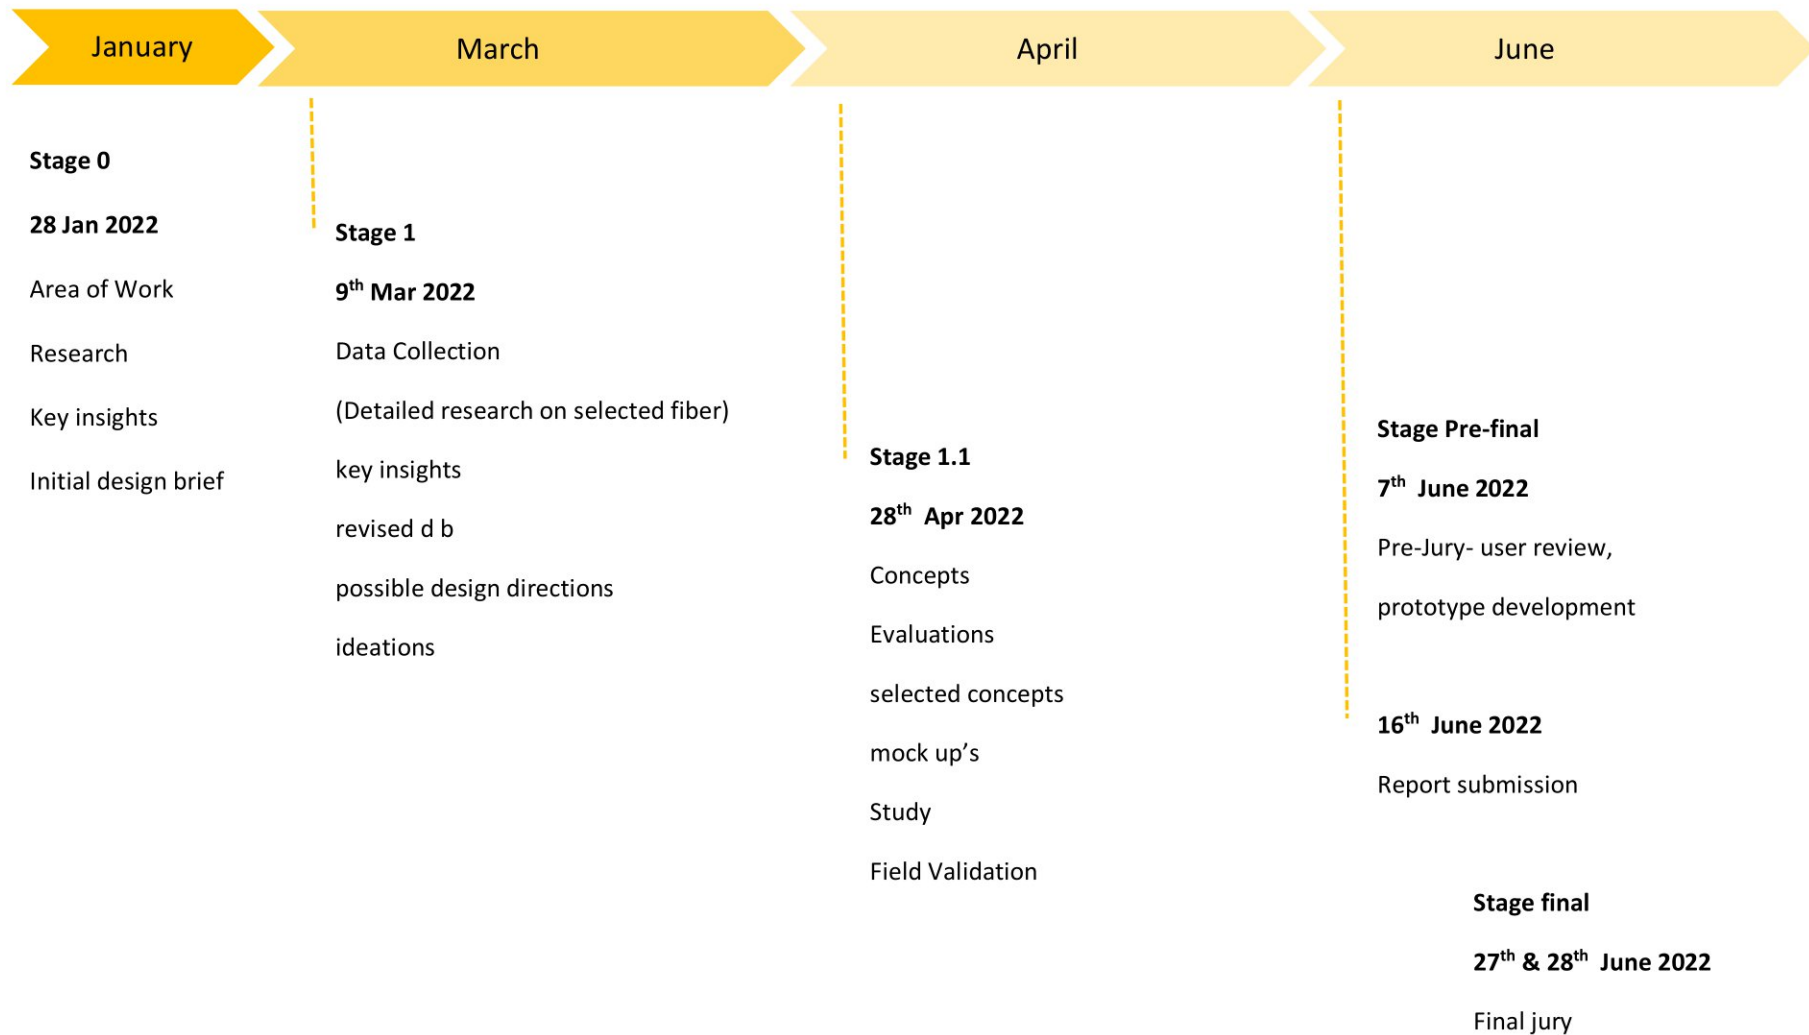 January
March
April
June
Stage 0
28 Jan 2022
Area of Work
Research
Key insights
Initial design brief
Stage 1
9th Mar 2022
Data Collection
(Detailed research on selected fiber)
key insights
revised d b
possible design directions
ideations
Stage 1.1
28th Apr 2022
Concepts
Evaluations
selected concepts
mock up’s
Study
Field Validation
Stage Pre-final
7th June 2022
Pre-Jury- user review,
prototype development
16th June 2022
Report submission
Stage final
27th & 28th June 2022
Final jury